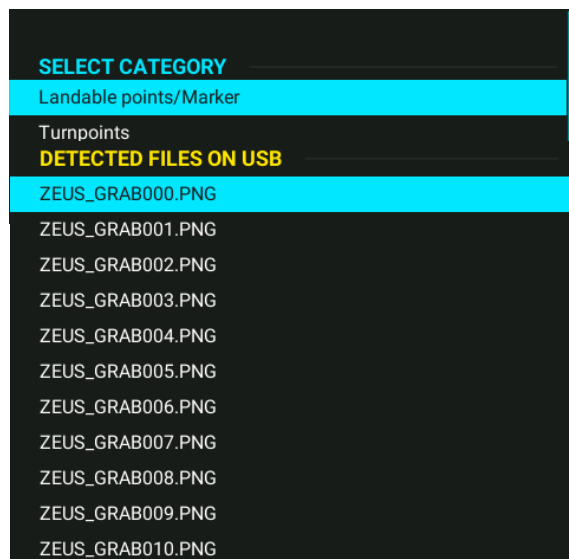 SELECT CATEGORY
Landable points/Marker
Turnpoints
DETECTED FILES ON USB
ZEUS_GRAB000.PNG
ZEUS_GRAB001.PNG
ZEUS_GRAB002.PNG
ZEUS_GRAB003.PNG
ZEUS_GRAB004.PNG
ZEUS_GRAB005.PNG
ZEUS_GRAB006.PNG
ZEUS_GRAB007.PNG
ZEUS_GRAB008.PNG
ZEUS_GRAB009.PNG
ZEUS_GRAB010.PNG